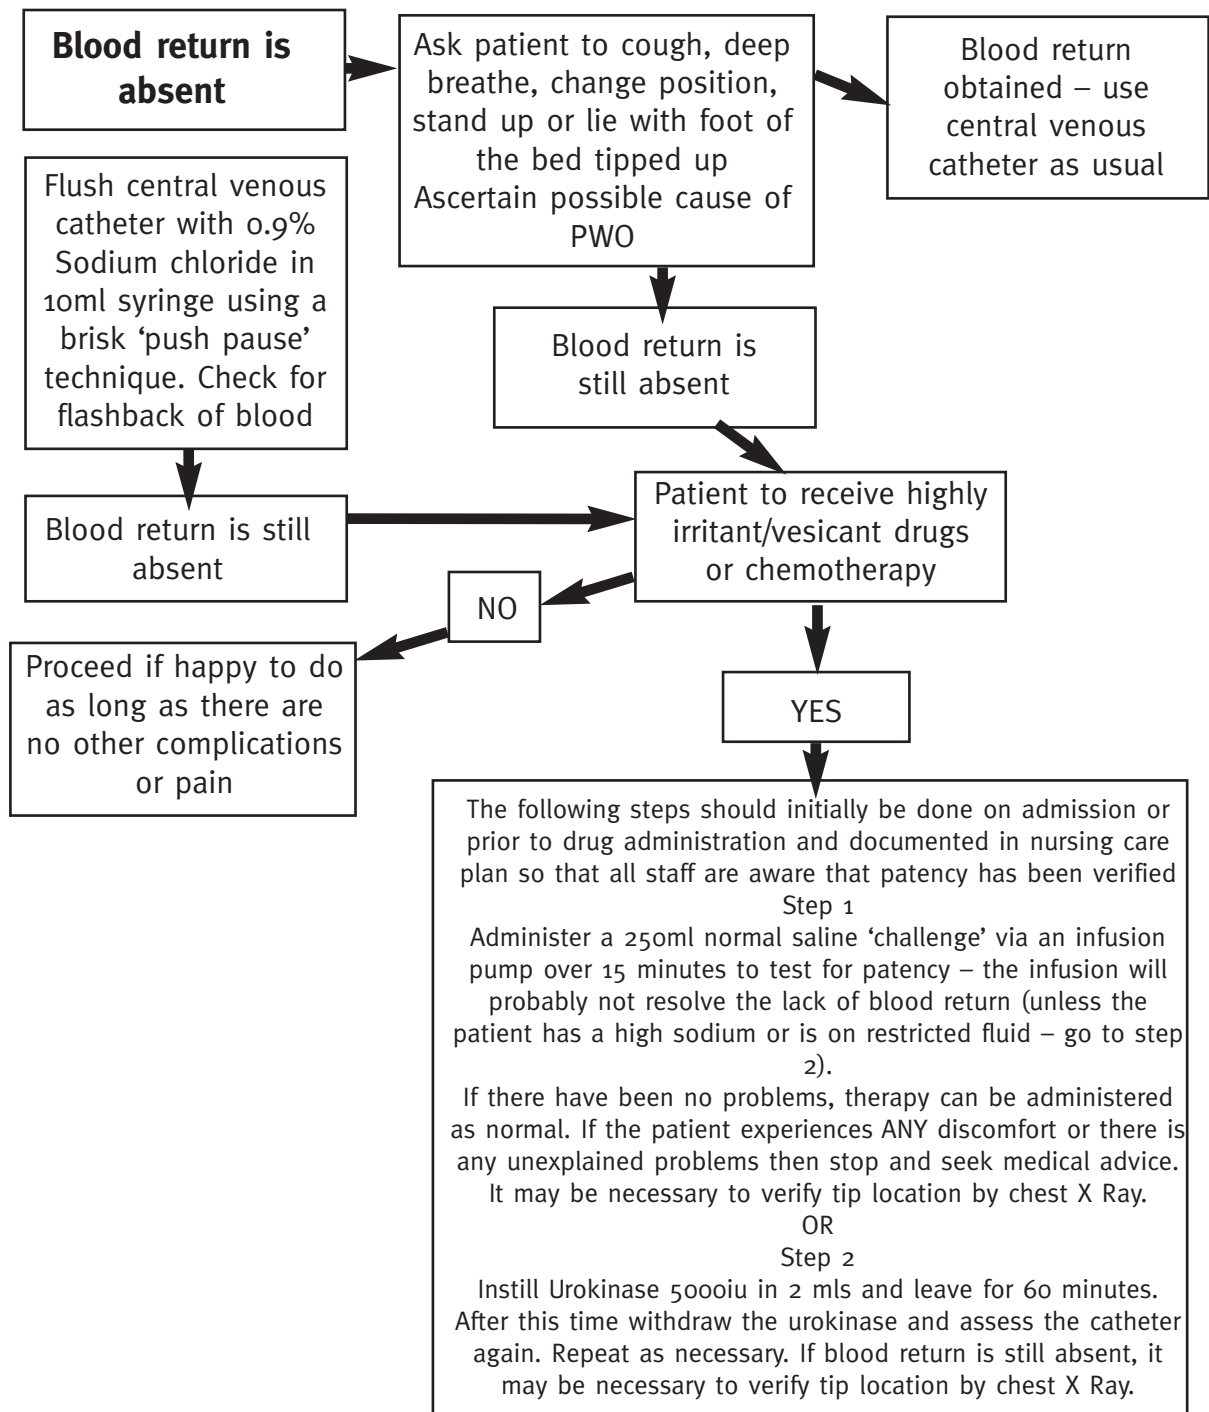 Blood return is
absent
Ask patient to cough, deep
breathe, change position,
stand up or lie with foot of
the bed tipped up
Ascertain possible cause of
PWO
Blood return
obtained – use
central venous
catheter as usual
Flush central venous
catheter with 0.9%
Sodium chloride in
10ml syringe using a
brisk ‘push pause’
technique. Check for
flashback of blood
Blood return is
still absent
Blood return is still
absent
Patient to receive highly
irritant/vesicant drugs
or chemotherapy
NO
Proceed if happy to do
as long as there are
no other complications
or pain
YES
The following steps should initially be done on admission or
prior to drug administration and documented in nursing care
plan so that all staff are aware that patency has been verified
Step 1
Administer a 250ml normal saline ‘challenge’ via an infusion
pump over 15 minutes to test for patency – the infusion will
probably not resolve the lack of blood return (unless the
patient has a high sodium or is on restricted fluid – go to step
2).
If there have been no problems, therapy can be administered
as normal. If the patient experiences ANY discomfort or there is
any unexplained problems then stop and seek medical advice.
It may be necessary to verify tip location by chest X Ray.
OR
Step 2
Instill Urokinase 5000iu in 2 mls and leave for 60 minutes.
After this time withdraw the urokinase and assess the catheter
again. Repeat as necessary. If blood return is still absent, it
may be necessary to verify tip location by chest X Ray.